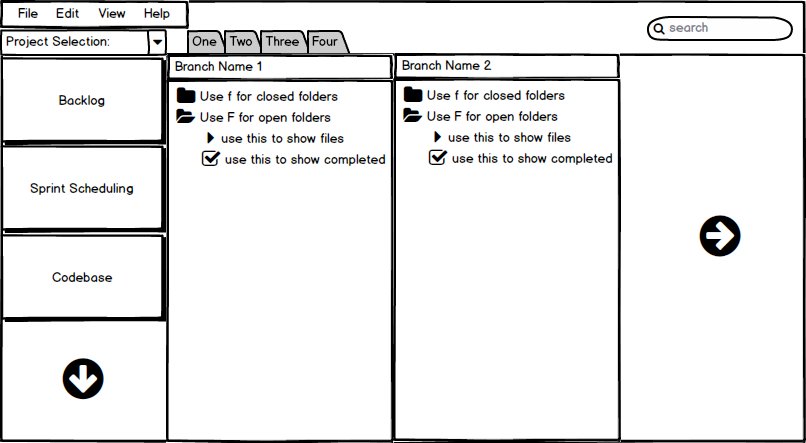 File Edit View Help
search
Project Selection:
One Two Three Four
Backlog
Sprint Scheduling
Codebase
Branch Name 1
Use f for closed folders
Use F for open folders
use this to show files
use this to show completed
Branch Name 2
Use f for closed folders
Use F for open folders
use this to show files
use this to show completed